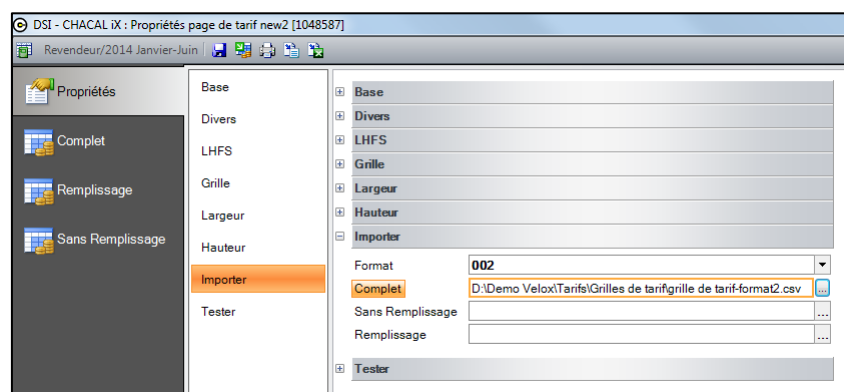 DSI - CHACAL iX : Propriétés page de tarif new2 [1048587]
Revendeur/2014 Janvier-Juin
Propriétés
Complet
Remplissage
Sans Remplissage
Base
Divers
LHFS
Grille
Largeur
Hauteur
Importer
Tester
Base
Divers
LHFS
Grille
Largeur
Hauteur
Importer
Format 002
Complet D:\Demo Velox\Tarifs\Grilles de tarif\grille de tarif-format2.csv ...
Sans Remplissage ...
Remplissage ...
Tester